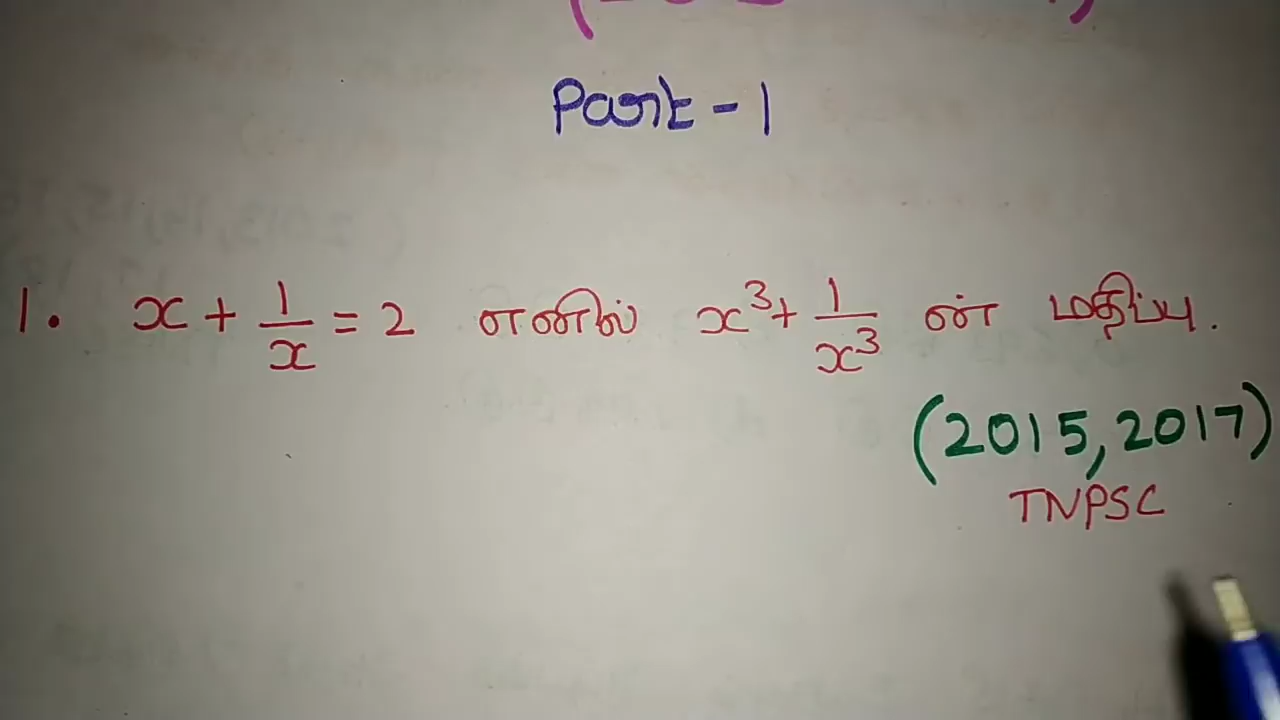 Part - 1
1. x + 1/x = 2 எனில் x³ + 1/x³ ன் மதிப்பு.
(2015, 2017)
TNPSC